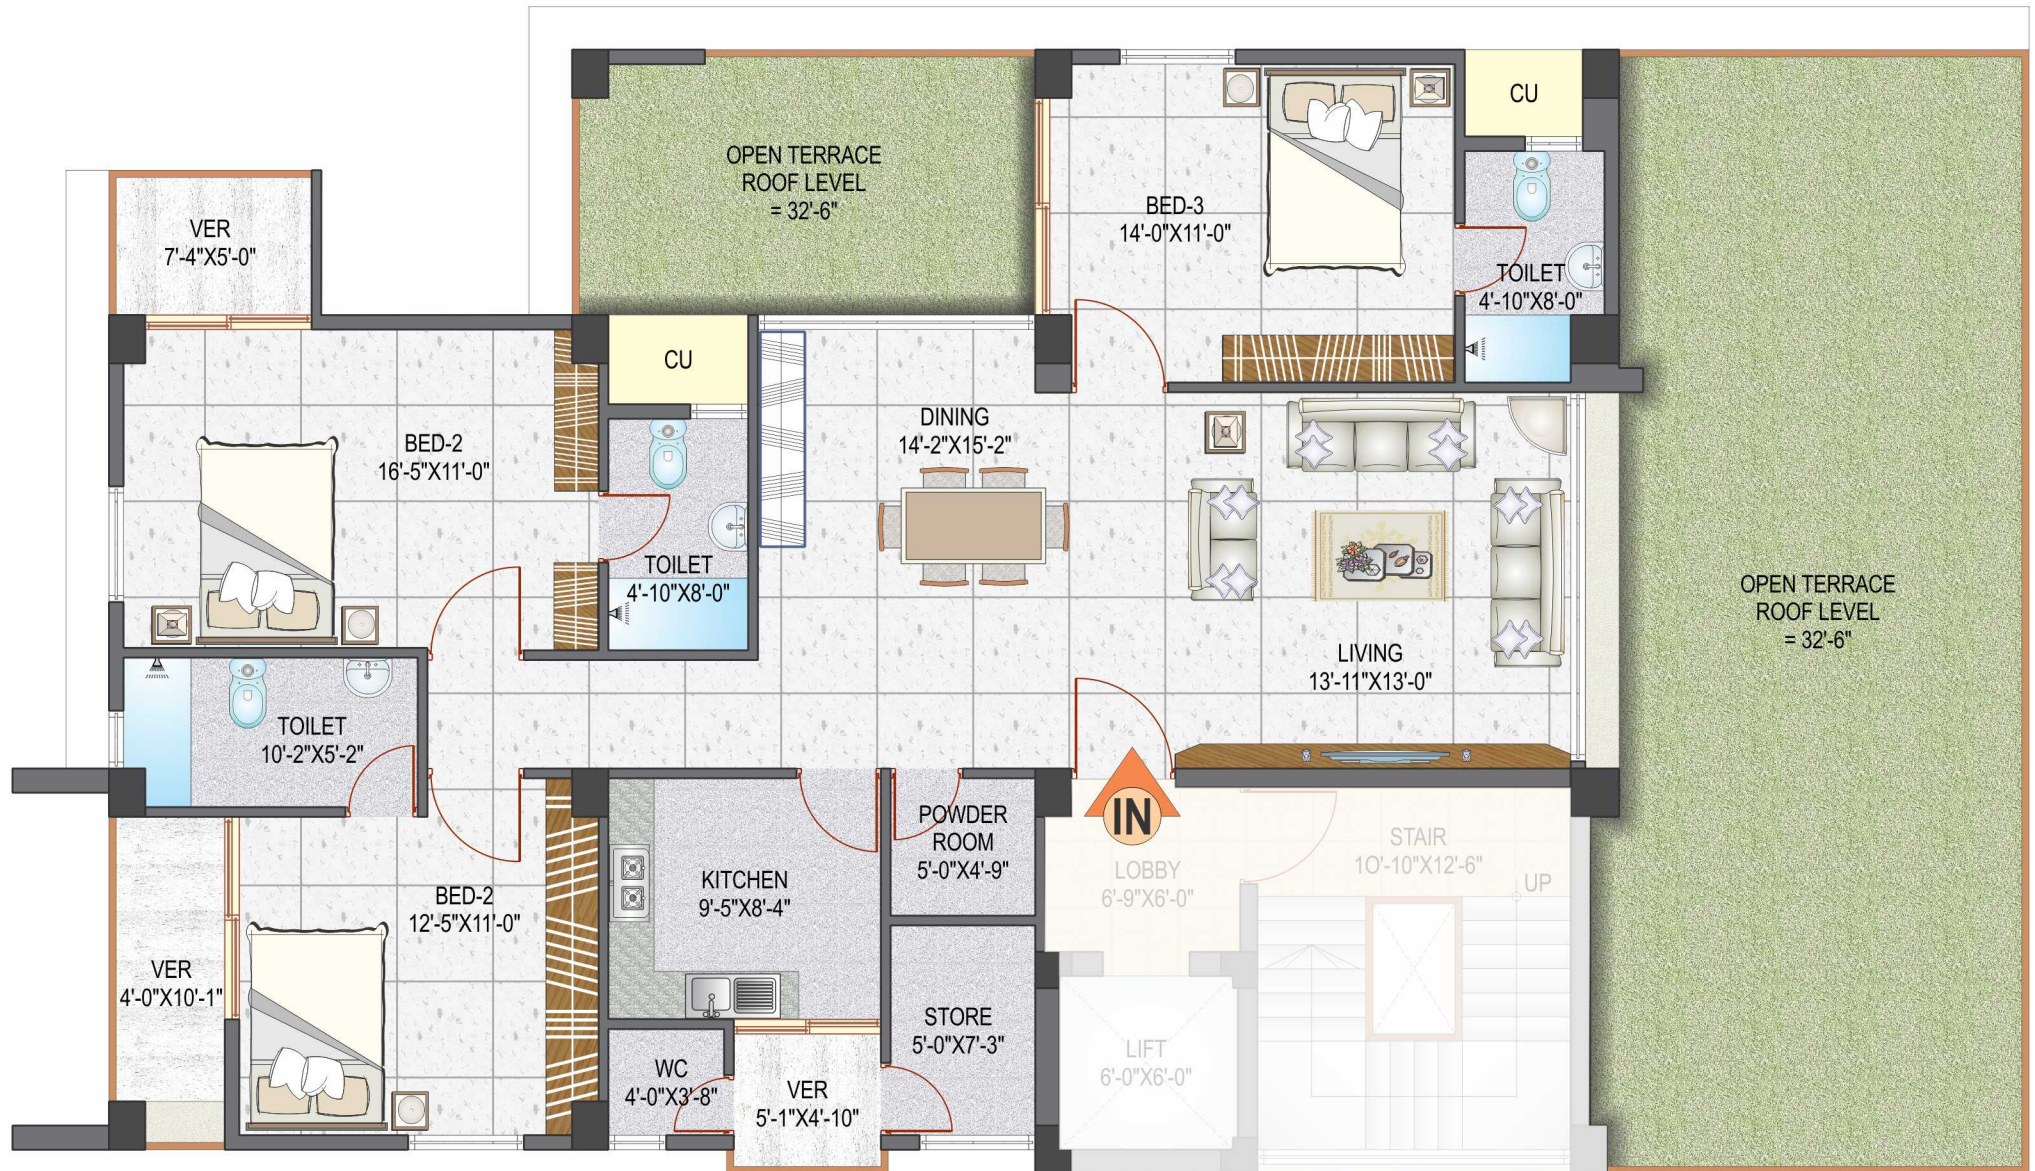 OPEN TERRACE
ROOF LEVEL
= 32'-6"
CU
VER
7'-4"X5'-0"
BED-3
14'-0"X11'-0"
TOILET
4'-10"X8'-0"
CU
BED-2
16'-5"X11'-0"
DINING
14'-2"X15'-2"
TOILET
4'-10"X8'-0"
OPEN TERRACE
ROOF LEVEL
= 32'-6"
LIVING
13'-11"X13'-0"
TOILET
10'-2"X5'-2"
IN
POWDER
ROOM
5'-0"X4'-9"
STAIR
1O'-10"X12'-6"
UP
LOBBY
6'-9"X6'-0"
KITCHEN
9'-5"X8'-4"
BED-2
12'-5"X11'-0"
VER
4'-0"X10'-1"
STORE
5'-0"X7'-3"
LIFT
6'-0"X6'-0"
WC
4'-0"X3'-8"
VER
5'-1"X4'-10"